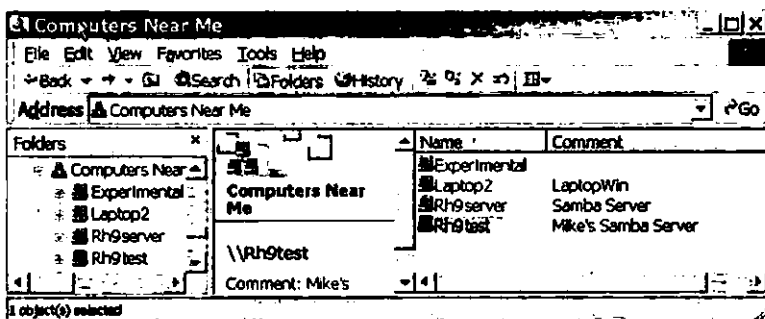 Computers Near Me
File Edit View Favorites Tools Help
Back Search Folders History
Address Computers Near Me Go
Folders
Computers Near
Experimental
Laptop2
Rh9server
Rh9test
Computers Near
Me
\\Rh9test
Comment: Mike's
Name Comment
Experimental
Laptop2 LaptopWin
Rh9server Samba Server
Rh9test Mike's Samba Server
1 object(s) selected